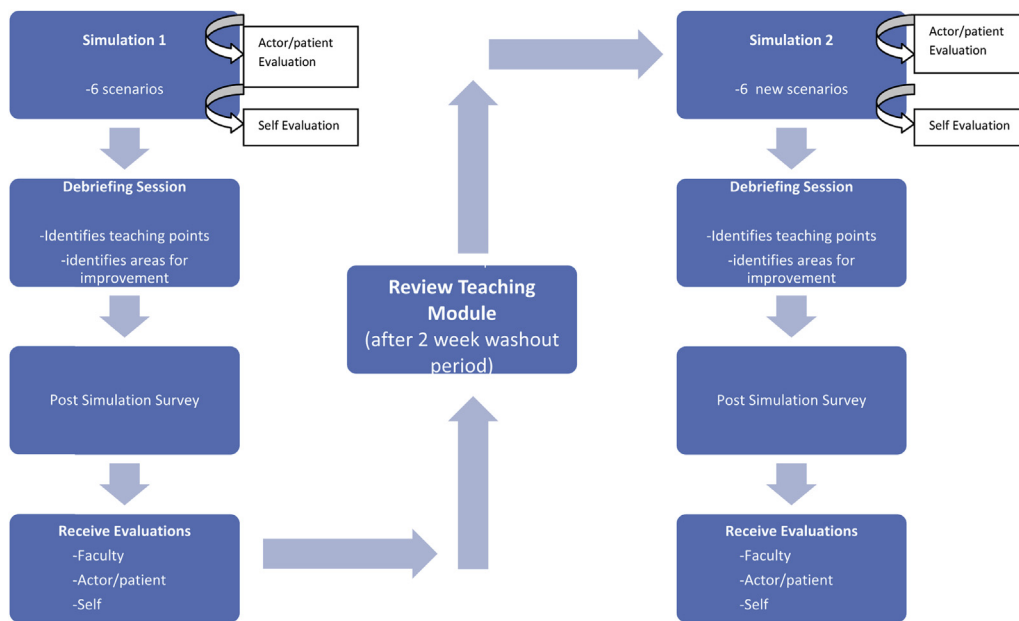 Simulation 1
-6 scenarios
Actor/patient
Evaluation
Self Evaluation
Debriefing Session
-Identifies teaching points
-identifies areas for
improvement
Post Simulation Survey
Receive Evaluations
-Faculty
-Actor/patient
-Self
Review Teaching
Module
(after 2 week washout
period)
Simulation 2
-6 new scenarios
Actor/patient
Evaluation
Self Evaluation
Debriefing Session
-Identifies teaching points
-identifies areas for
improvement
Post Simulation Survey
Receive Evaluations
-Faculty
-Actor/patient
-Self